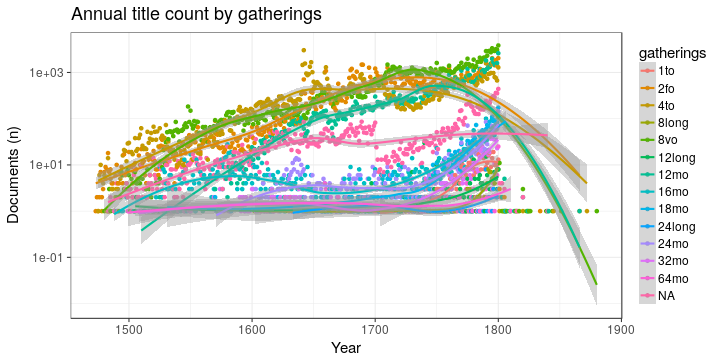 Annual title count by gatherings
Documents (n)
1e+03
1e+01
1e-01
1500
1600
1700
1800
1900
Year
gatherings
1to
2fo
4to
8long
8vo
12long
12mo
16mo
18mo
24long
24mo
32mo
64mo
NA